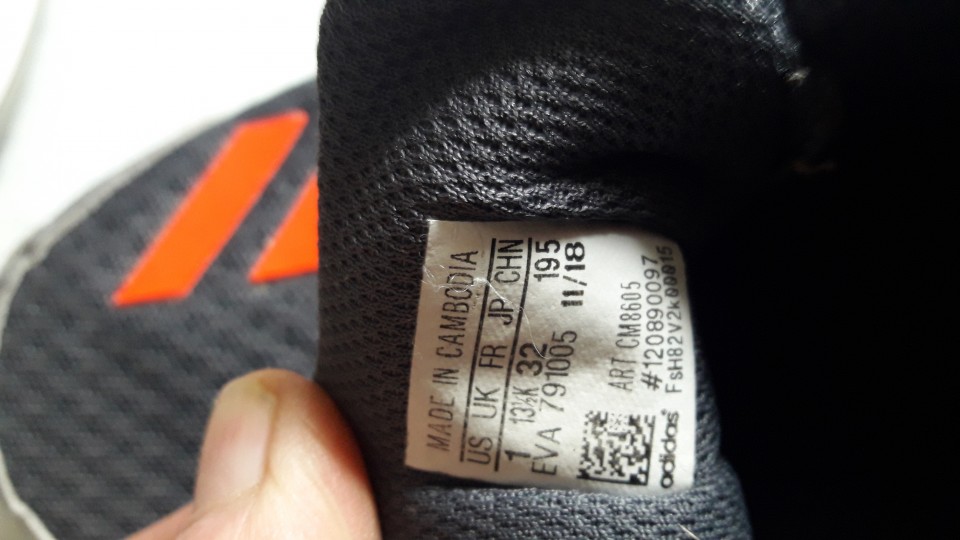 MADE IN CAMBODIA
US UK FR JP CHN
1 13½K 32 195
EVA 791005 11/18
ART CM8605
#120890097
FsH82V2k00015
adidas